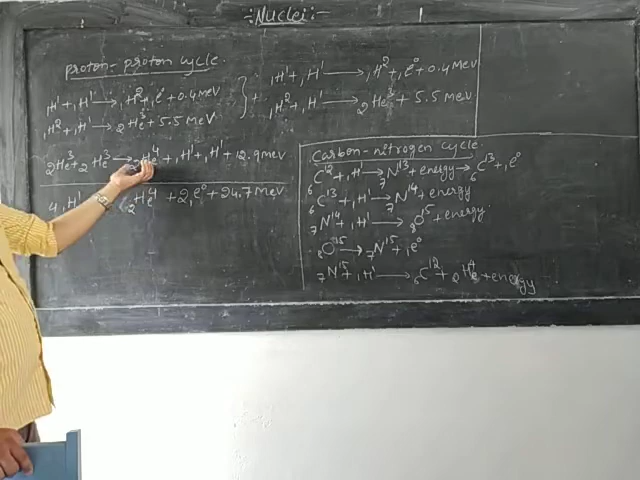 :Nuclei:-
proton-proton cycle.
₁H¹+₁H¹ → ₁H²+₁e⁰+0.4 MeV
₁H²+₁H¹ → ₂He³+5.5 MeV
} +
₁H¹+₁H¹ → ₁H²+₁e⁰+0.4 MeV
₁H²+₁H¹ → ₂He³+5.5 MeV
₂He³+₂He³ → ₂He⁴+₁H¹+₁H¹+12.9 MeV
4₁H¹ ₂He⁴+2₁e⁰+24.7 MeV
Carbon-nitrogen cycle.
₆C¹²+₁H¹ → ₇N¹³+energy → ₆C¹³+₁e⁰
₆C¹³+₁H¹ → ₇N¹⁴+energy
₇N¹⁴+₁H¹ → ₈O¹⁵+energy.
₈O¹⁵ → ₇N¹⁵+₁e⁰
₇N¹⁵+₁H¹ → ₆C¹²+₂He⁴+energy